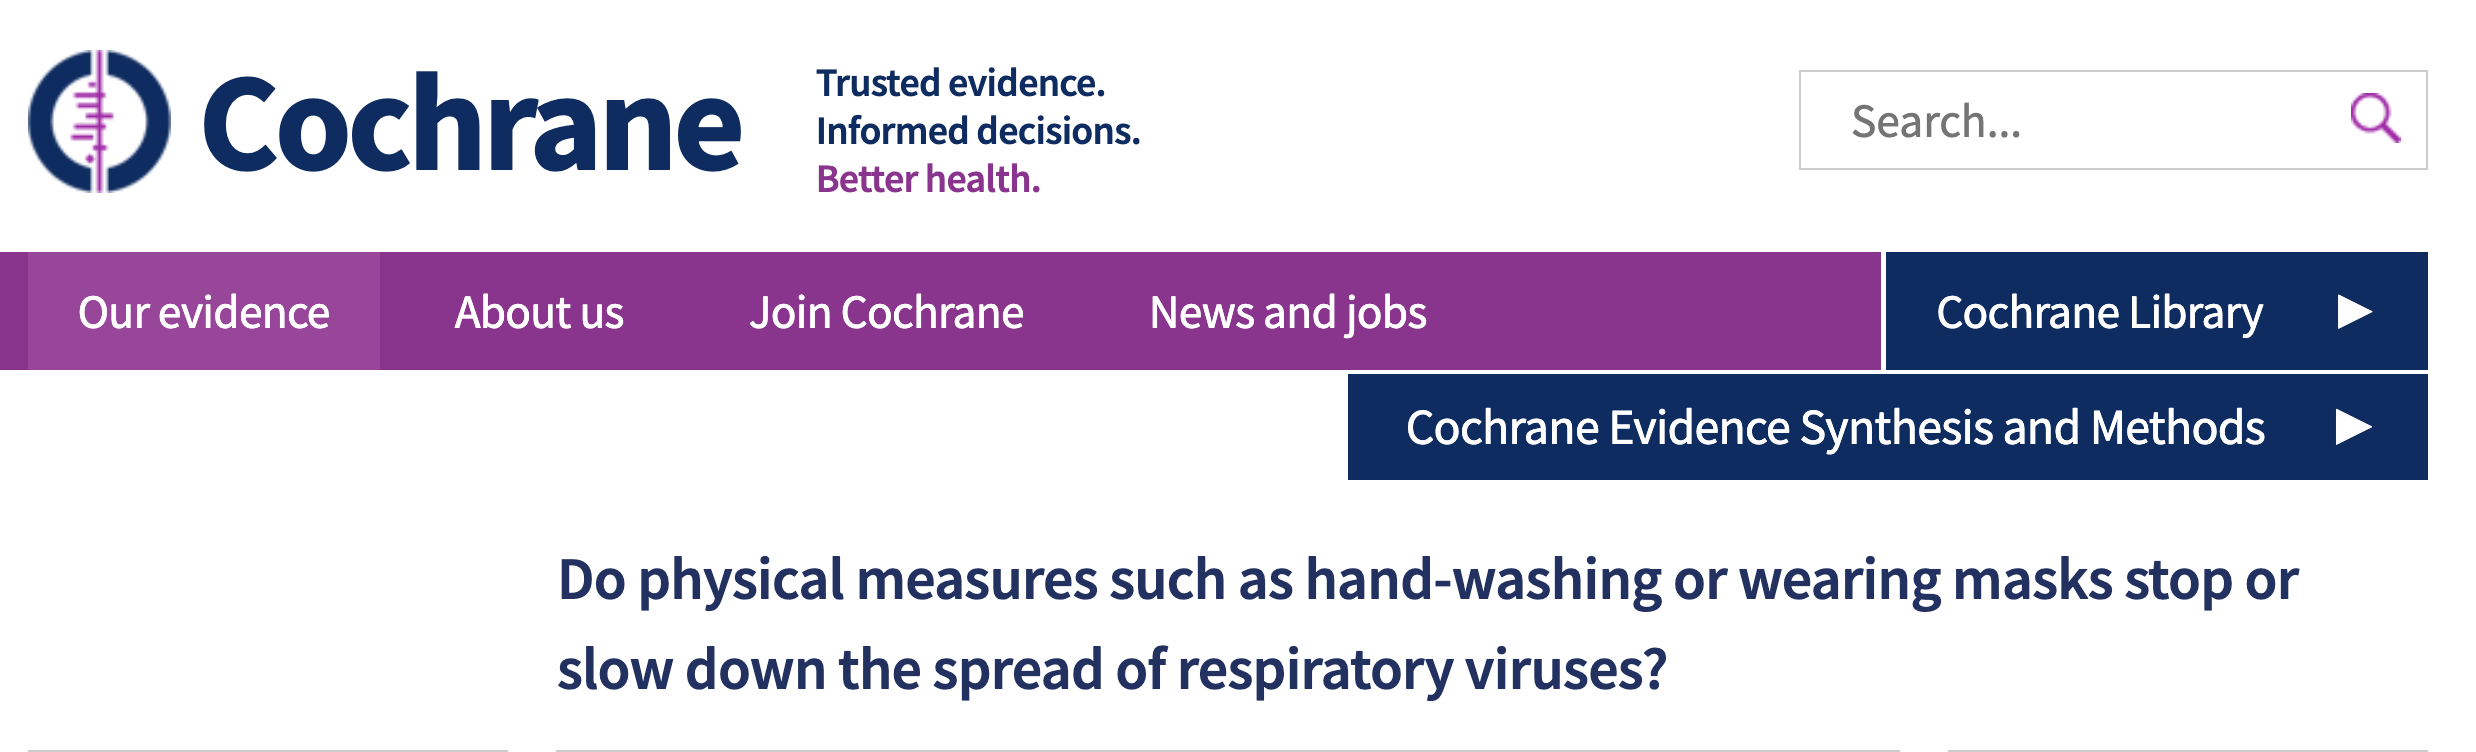 Cochrane
Trusted evidence.
Informed decisions.
Better health.
Search...
Our evidence
About us
Join Cochrane
News and jobs
Cochrane Library
Cochrane Evidence Synthesis and Methods
Do physical measures such as hand-washing or wearing masks stop or
slow down the spread of respiratory viruses?